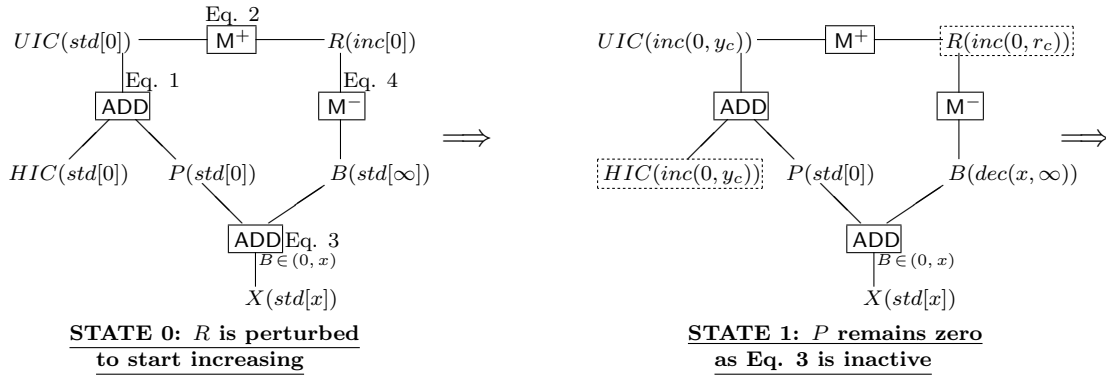 Eq. 2
UIC(std[0]) M⁺ R(inc[0])
Eq. 1 Eq. 4
ADD M⁻
HIC(std[0]) P(std[0]) B(std[∞])
ADD Eq. 3
B∈(0, x)
X(std[x])
STATE 0: R is perturbed
to start increasing
⟹
UIC(inc(0, y_c)) M⁺ R(inc(0, r_c))
ADD M⁻
HIC(inc(0, y_c)) P(std[0]) B(dec(x, ∞))
ADD
B∈(0, x)
X(std[x])
STATE 1: P remains zero
as Eq. 3 is inactive
⟹